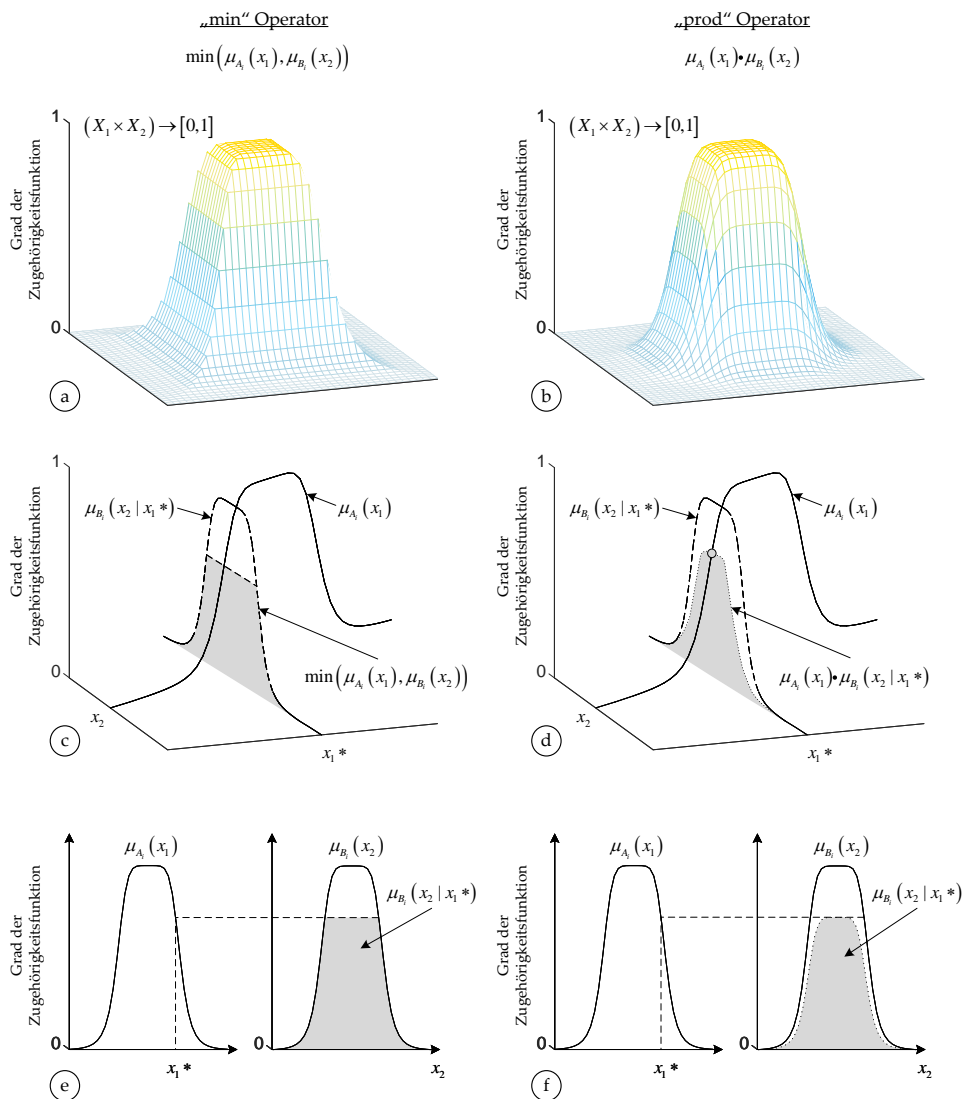 „min“ Operator
„prod“ Operator
min(μ_{A_i}(x_1), μ_{B_i}(x_2))
μ_{A_i}(x_1)•μ_{B_i}(x_2)
1
(X_1 × X_2) → [0,1]
Grad der
Zugehörigkeitsfunktion
0
a
1
(X_1 × X_2) → [0,1]
Grad der
Zugehörigkeitsfunktion
0
b
1
μ_{B_i}(x_2 | x_1*)
μ_{A_i}(x_1)
Grad der
Zugehörigkeitsfunktion
0
min(μ_{A_i}(x_1), μ_{B_i}(x_2))
x_2
c
x_1*
1
μ_{B_i}(x_2 | x_1*)
μ_{A_i}(x_1)
Grad der
Zugehörigkeitsfunktion
0
μ_{A_i}(x_1)•μ_{B_i}(x_2 | x_1*)
x_2
d
x_1*
μ_{A_i}(x_1)
μ_{B_i}(x_2)
μ_{B_i}(x_2 | x_1*)
Grad der
Zugehörigkeitsfunktion
0
0
x_1*
x_2
e
μ_{A_i}(x_1)
μ_{B_i}(x_2)
μ_{B_i}(x_2 | x_1*)
Grad der
Zugehörigkeitsfunktion
0
0
x_1*
x_2
f